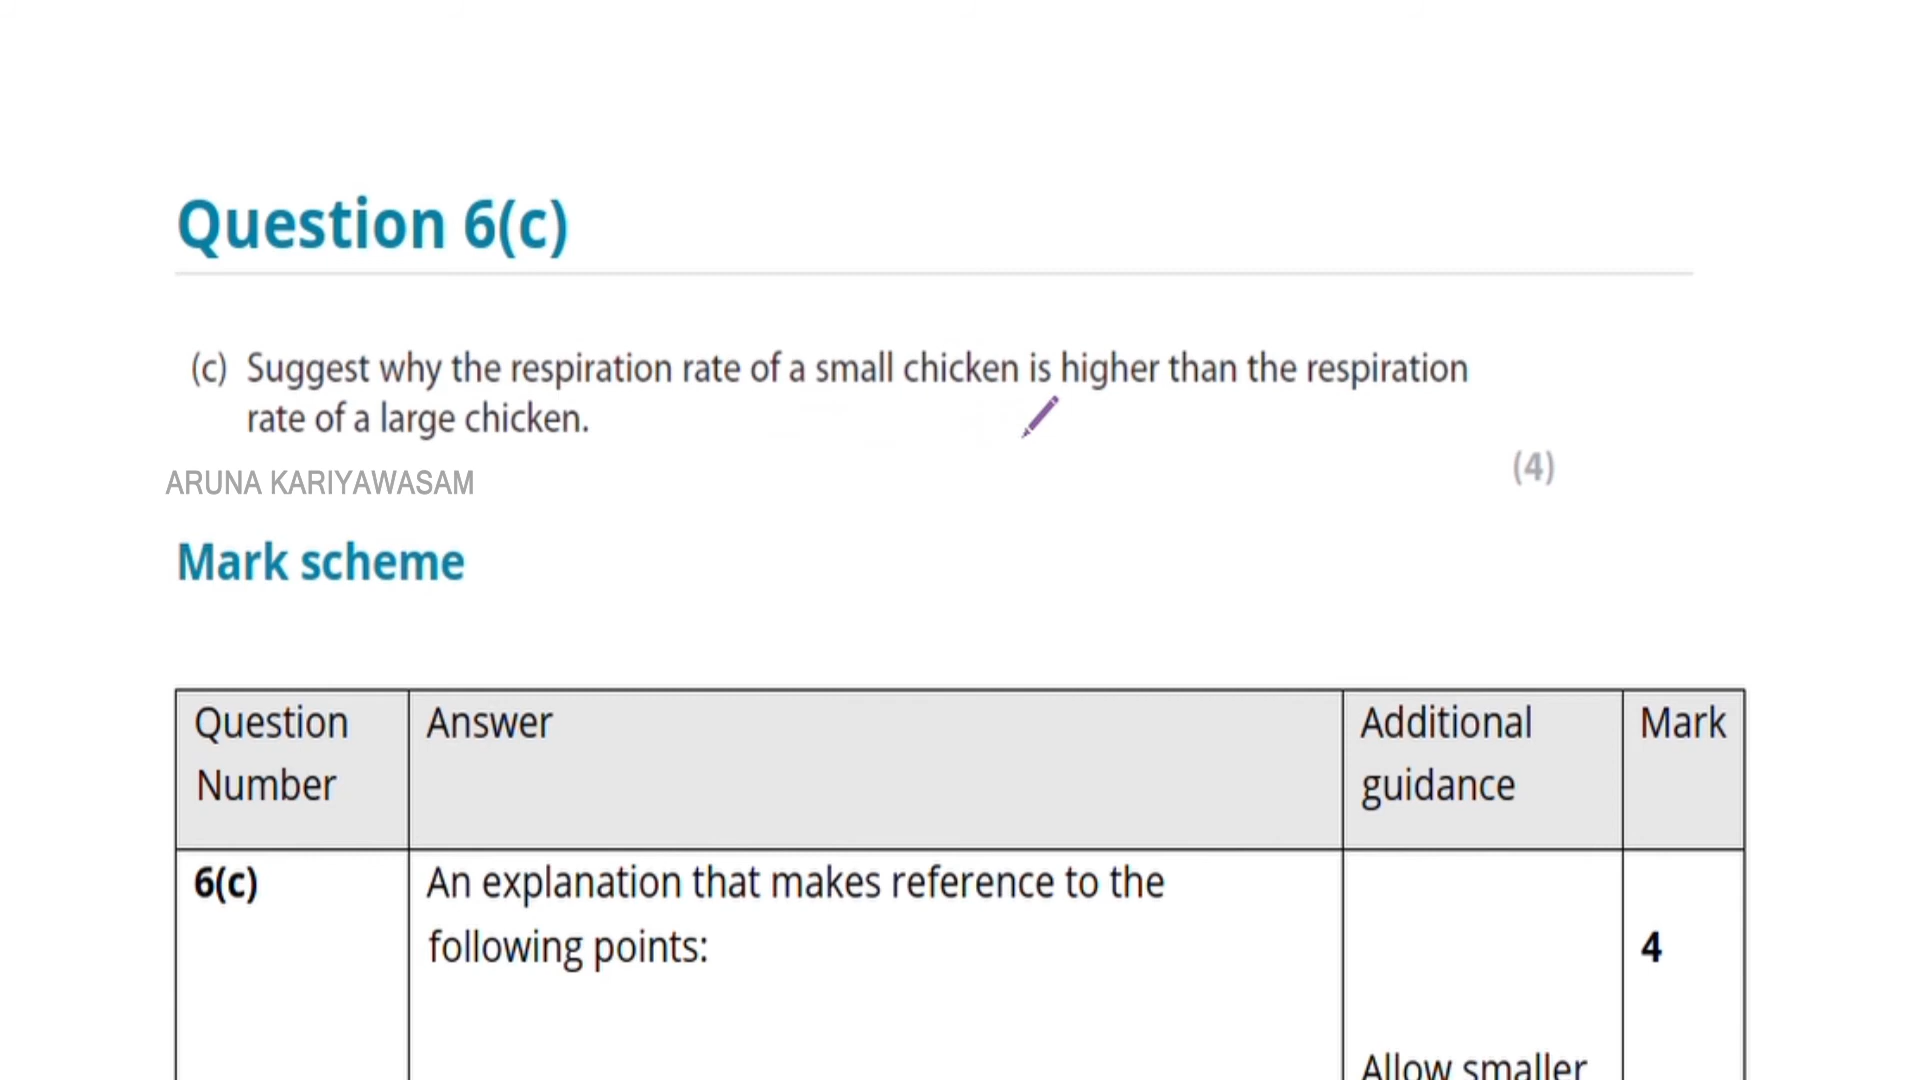 Question 6(c)
(c) Suggest why the respiration rate of a small chicken is higher than the respiration
rate of a large chicken.
(4)
ARUNA KARIYAWASAM
Mark scheme
Question Number
Answer
Additional guidance
Mark
6(c)
An explanation that makes reference to the
following points:
4
Allow smaller